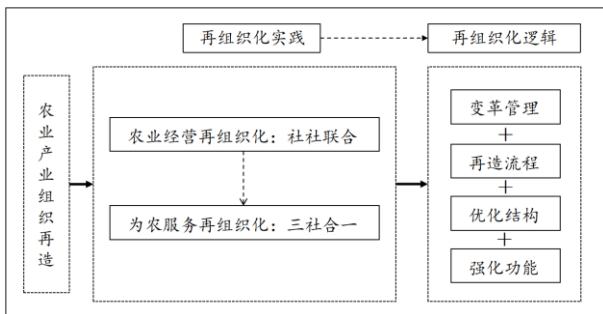 再组织化实践
再组织化逻辑
农业产业组织再造
农业经营再组织化：社社联合
为农服务再组织化：三社合一
变革管理
+
再造流程
+
优化结构
+
强化功能